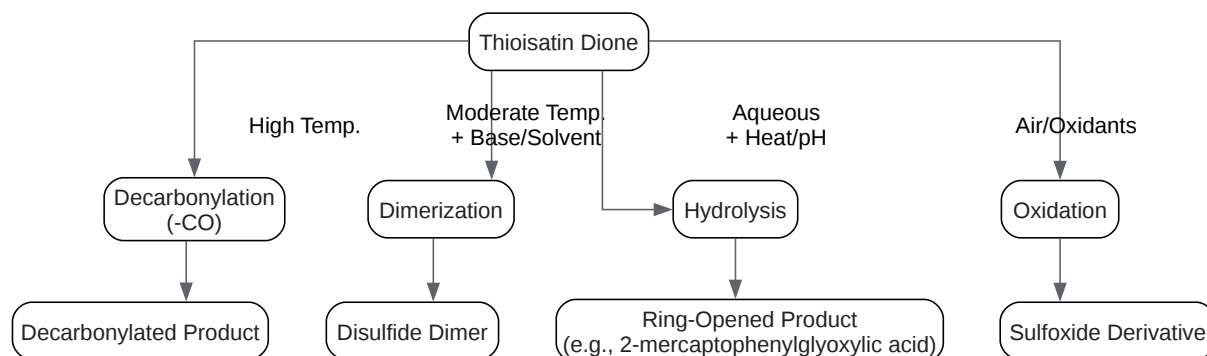 Thioisatin Dione
High Temp.
Moderate Temp.
+ Base/Solvent
Aqueous
+ Heat/pH
Air/Oxidants
Decarbonylation
(-CO)
Dimerization
Hydrolysis
Oxidation
Decarbonylated Product
Disulfide Dimer
Ring-Opened Product
(e.g., 2-mercaptophenylglyoxylic acid)
Sulfoxide Derivative